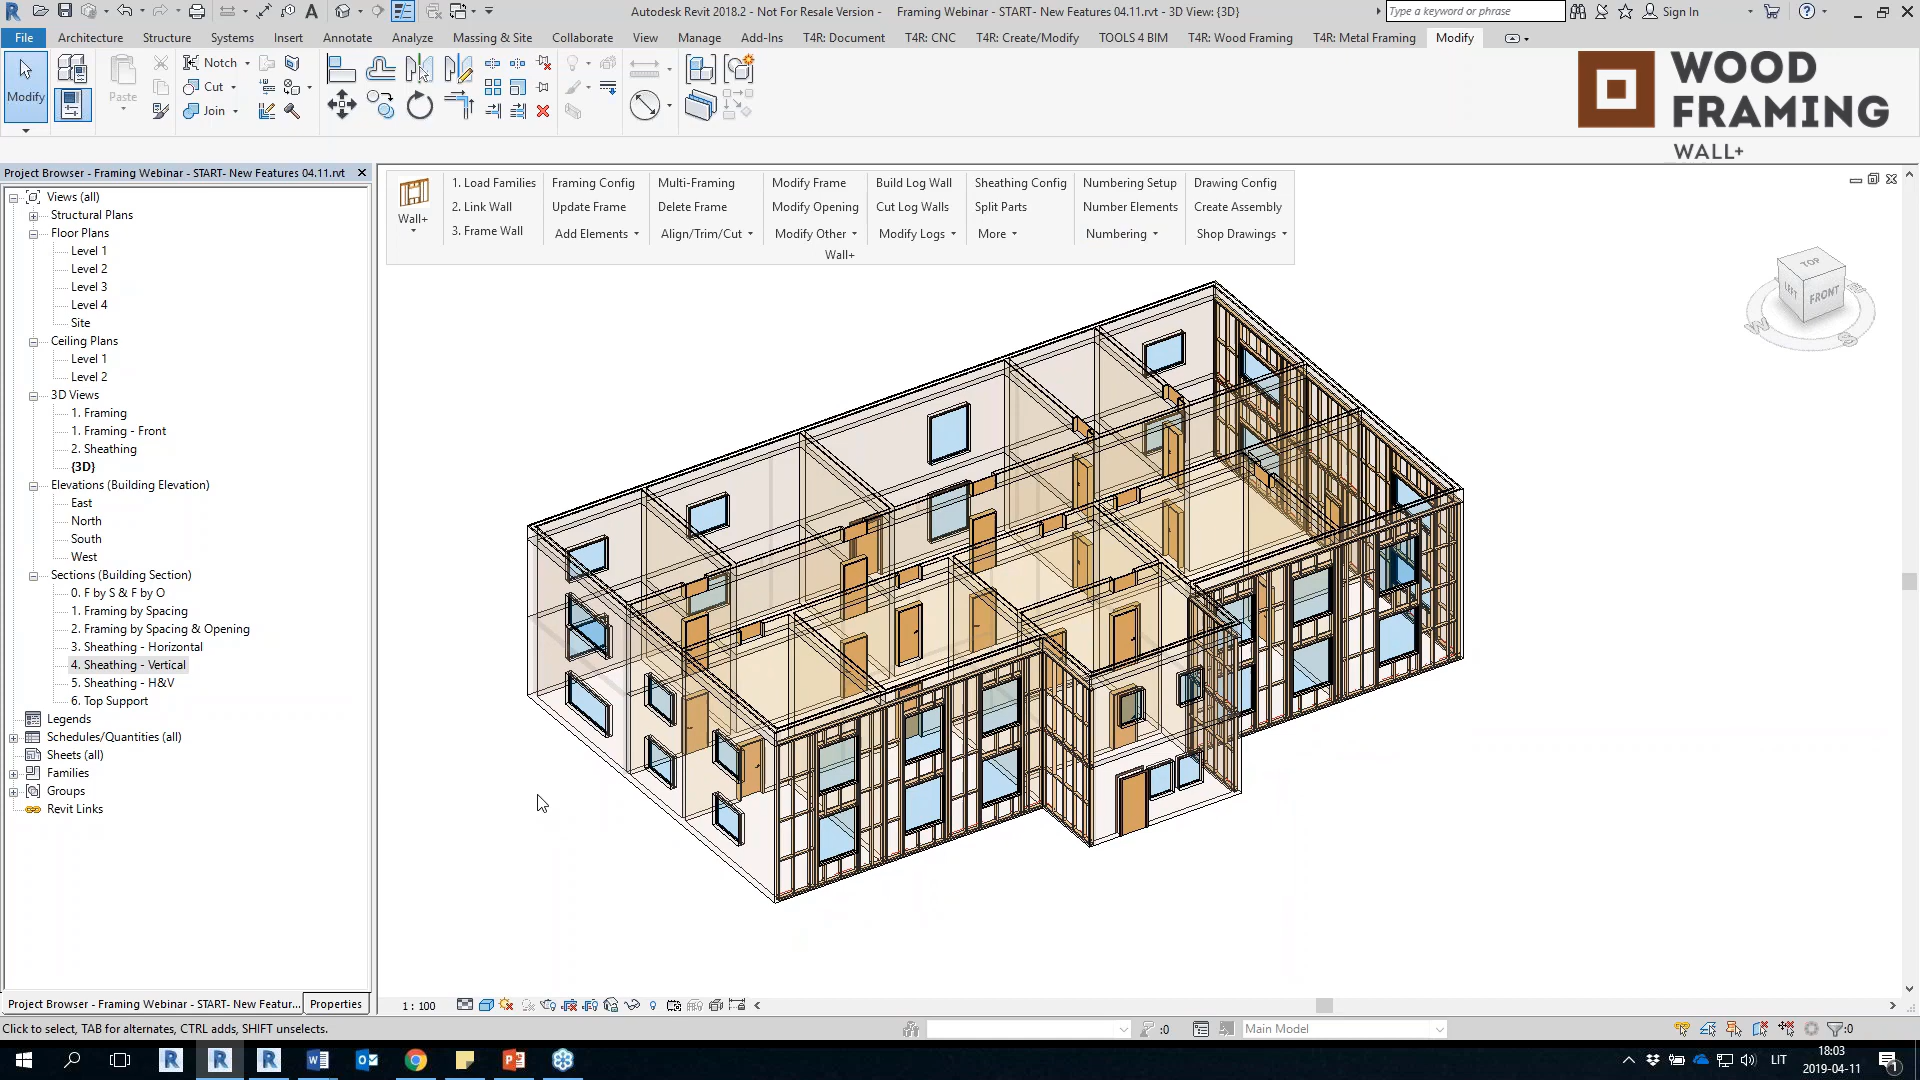 Autodesk Revit 2018.2 - Not For Resale Version - Framing Webinar - START- New Features 04.11.rvt - 3D View: {3D}
Type a keyword or phrase
Sign In
File Architecture Structure Systems Insert Annotate Analyze Massing & Site Collaborate View Manage Add-Ins T4R: Document T4R: CNC T4R: Create/Modify TOOLS 4 BIM T4R: Wood Framing T4R: Metal Framing Modify
Modify
Paste
Notch
Cut
Join
WOOD
FRAMING
WALL+
Project Browser - Framing Webinar - START- New Features 04.11.rvt
Views (all)
Structural Plans
Floor Plans
Level 1
Level 2
Level 3
Level 4
Site
Ceiling Plans
Level 1
Level 2
3D Views
1. Framing
1. Framing - Front
2. Sheathing
{3D}
Elevations (Building Elevation)
East
North
South
West
Sections (Building Section)
0. F by S & F by O
1. Framing by Spacing
2. Framing by Spacing & Opening
3. Sheathing - Horizontal
4. Sheathing - Vertical
5. Sheathing - H&V
6. Top Support
Legends
Schedules/Quantities (all)
Sheets (all)
Families
Groups
Revit Links
Project Browser - Framing Webinar - START- New Featur...
Properties
Wall+
1. Load Families Framing Config Multi-Framing Modify Frame Build Log Wall Sheathing Config Numbering Setup Drawing Config
2. Link Wall Update Frame Delete Frame Modify Opening Cut Log Walls Split Parts Number Elements Create Assembly
3. Frame Wall Add Elements Align/Trim/Cut Modify Other Modify Logs More Numbering Shop Drawings
Wall+
TOP
LEFT
FRONT
W
S
1 : 100
Click to select, TAB for alternates, CTRL adds, SHIFT unselects.
:0
Main Model
:0
LIT
18:03
2019-04-11
1